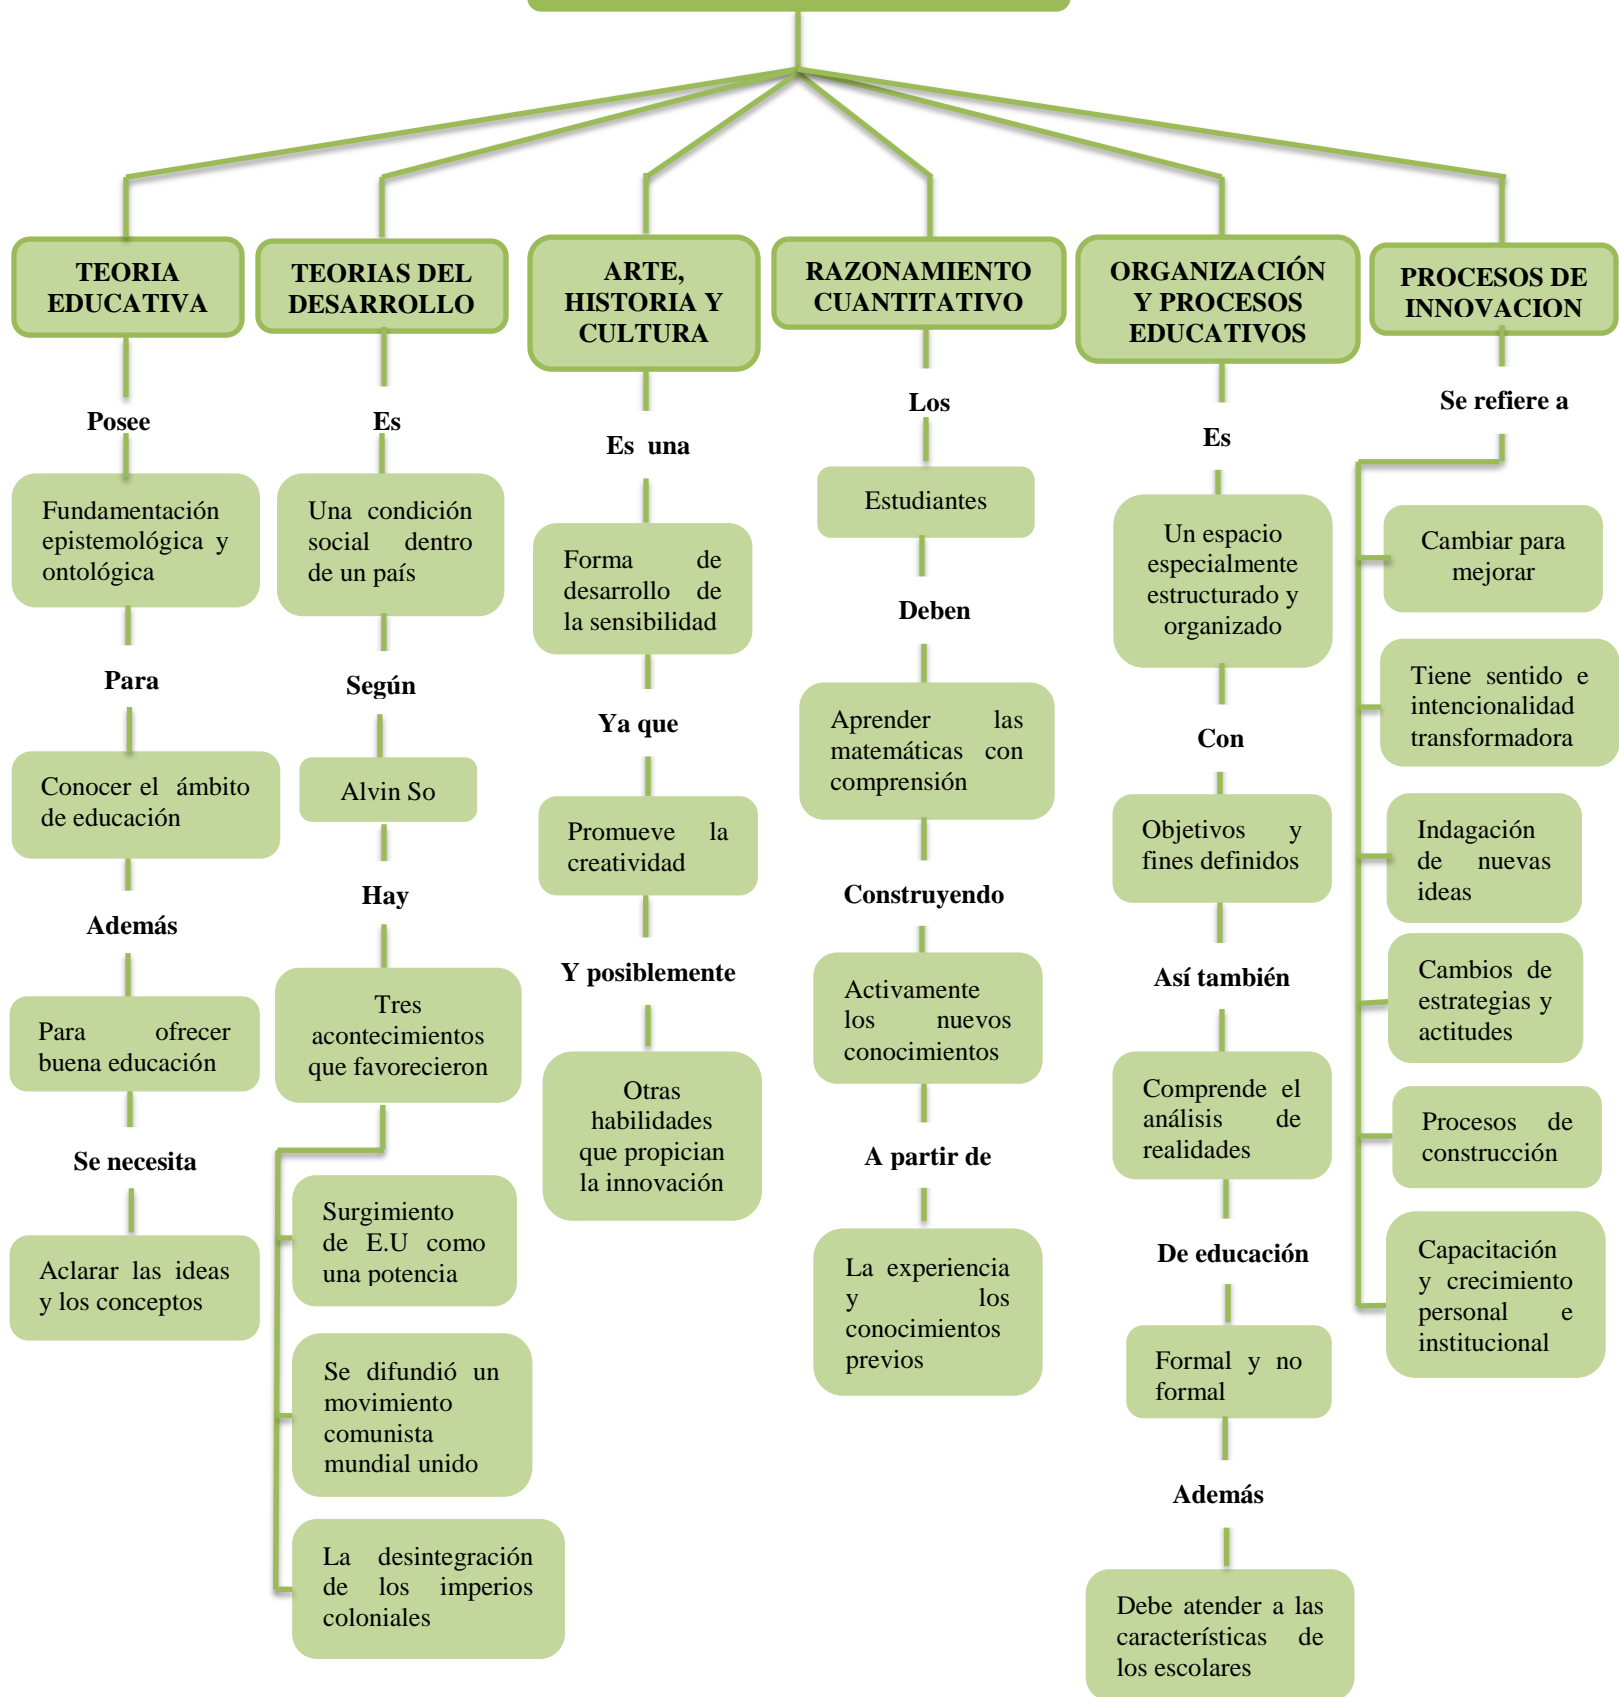 TEORIA
EDUCATIVA
Posee
Fundamentación
epistemológica y
ontológica
Para
Conocer el ámbito
de educación
Además
Para ofrecer
buena educación
Se necesita
Aclarar las ideas
y los conceptos
TEORIAS DEL
DESARROLLO
Es
Una condición
social dentro
de un país
Según
Alvin So
Hay
Tres
acontecimientos
que favorecieron
Surgimiento
de E.U como
una potencia
Se difundió un
movimiento
comunista
mundial unido
La desintegración
de los imperios
coloniales
ARTE,
HISTORIA Y
CULTURA
Es una
Forma de
desarrollo de
la sensibilidad
Ya que
Promueve la
creatividad
Y posiblemente
Otras
habilidades
que propician
la innovación
RAZONAMIENTO
CUANTITATIVO
Los
Estudiantes
Deben
Aprender las
matemáticas con
comprensión
Construyendo
Activamente
los nuevos
conocimientos
A partir de
La experiencia
y los
conocimientos
previos
ORGANIZACIÓN
Y PROCESOS
EDUCATIVOS
Es
Un espacio
especialmente
estructurado y
organizado
Con
Objetivos y
fines definidos
Así también
Comprende el
análisis de
realidades
De educación
Formal y no
formal
Además
Debe atender a las
características de
los escolares
PROCESOS DE
INNOVACION
Se refiere a
Cambiar para
mejorar
Tiene sentido e
intencionalidad
transformadora
Indagación
de nuevas
ideas
Cambios de
estrategias y
actitudes
Procesos de
construcción
Capacitación
y crecimiento
personal e
institucional